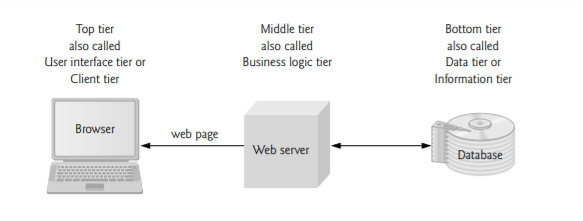 Top tier
also called
User interface tier or
Client tier
Middle tier
also called
Business logic tier
Bottom tier
also called
Data tier or
Information tier
Browser
web page
Web server
Database